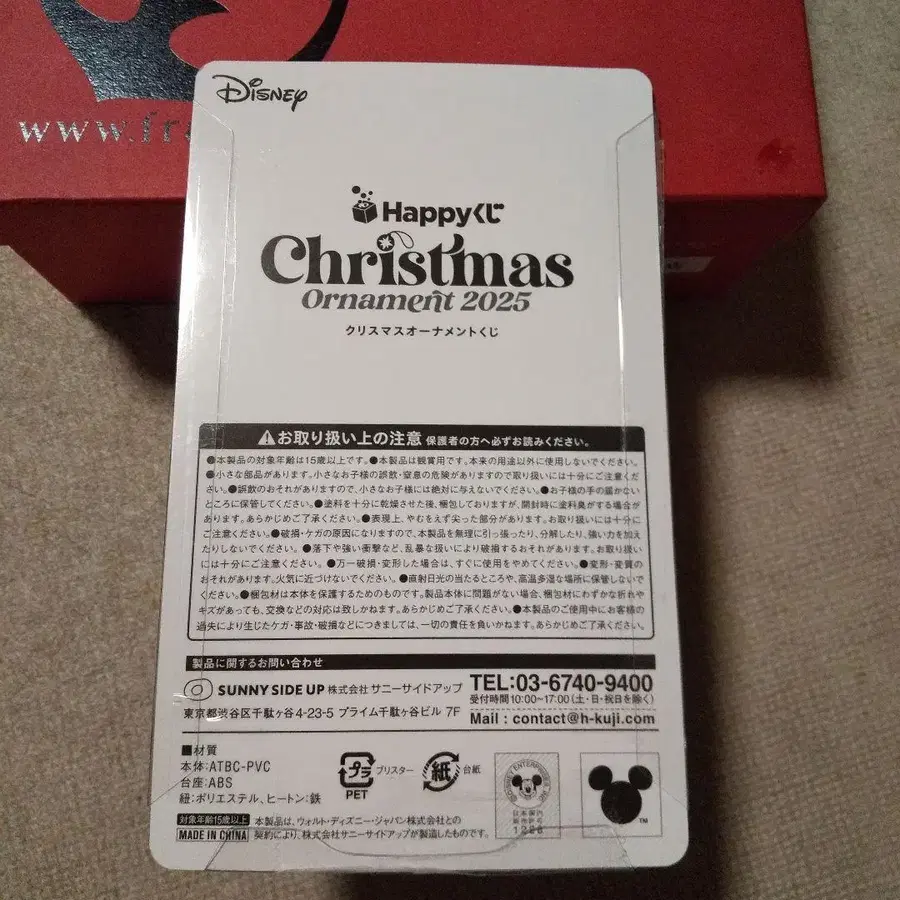 www.fr
Disney
Happyくじ
Christmas
Ornament 2025
クリスマスオーナメントくじ
お取り扱い上の注意 保護者の方へ必ずお読みください。
●本製品の対象年齢は15歳以上です。●本製品は観賞用です。本来の用途以外に使用しないでください。
●小さな部品があります。小さなお子様の誤飲・窒息の危険がありますので取り扱いには十分にご注意くだ
さい。●誤飲のおそれがありますので、小さなお子様には絶対に与えないでください。●お子様の手の届かない
ところに保管してください。●塗料を十分に乾燥させた後、梱包しておりますが、開封時に塗料臭がする場合が
あります。あらかじめご了承ください。●表現上、やむをえず尖った部分があります。お取り扱いには十分に
ご注意ください。●破損・ケガの原因になりますので、本製品を無理に引っ張ったり、分解したり、強い力を加え
たりしないでください。●落下や強い衝撃など、乱暴な扱いにより破損するおそれがあります。お取り扱い
には十分にご注意ください。●万一破損・変形した場合は、すぐに使用をやめてください。●変形・変質の
おそれがあります。火気に近づけないでください。●直射日光の当たるところや、高温多湿な場所に保管しないで
ください。●梱包材は本体を保護するためのものです。製品本体に問題がない場合、梱包材にわずかな折れや
キズがあっても、交換などの対応は致しかねます。あらかじめご了承ください。●本製品のご使用中にお客様の
過失により生じたケガ・事故・破損などにつきましては、一切の責任を負いかねます。あらかじめご了承ください。
製品に関するお問い合わせ
SUNNY SIDE UP 株式会社 サニーサイドアップ
東京都渋谷区千駄ヶ谷4-23-5 プライム千駄ヶ谷ビル 7F
TEL:03-6740-9400
受付時間10:00~17:00(土・日・祝日を除く)
Mail : contact@h-kuji.com
■材質
本体:ATBC-PVC
台座:ABS
紐:ポリエステル、ヒートン:鉄
プラ
PET
ブリスター
紙
台紙
対象年齢15歳以上
MADE IN CHINA
本製品は、ウォルト・ディズニー・ジャパン株式会社との
契約により、株式会社サニーサイドアップが製造したものです。
TM